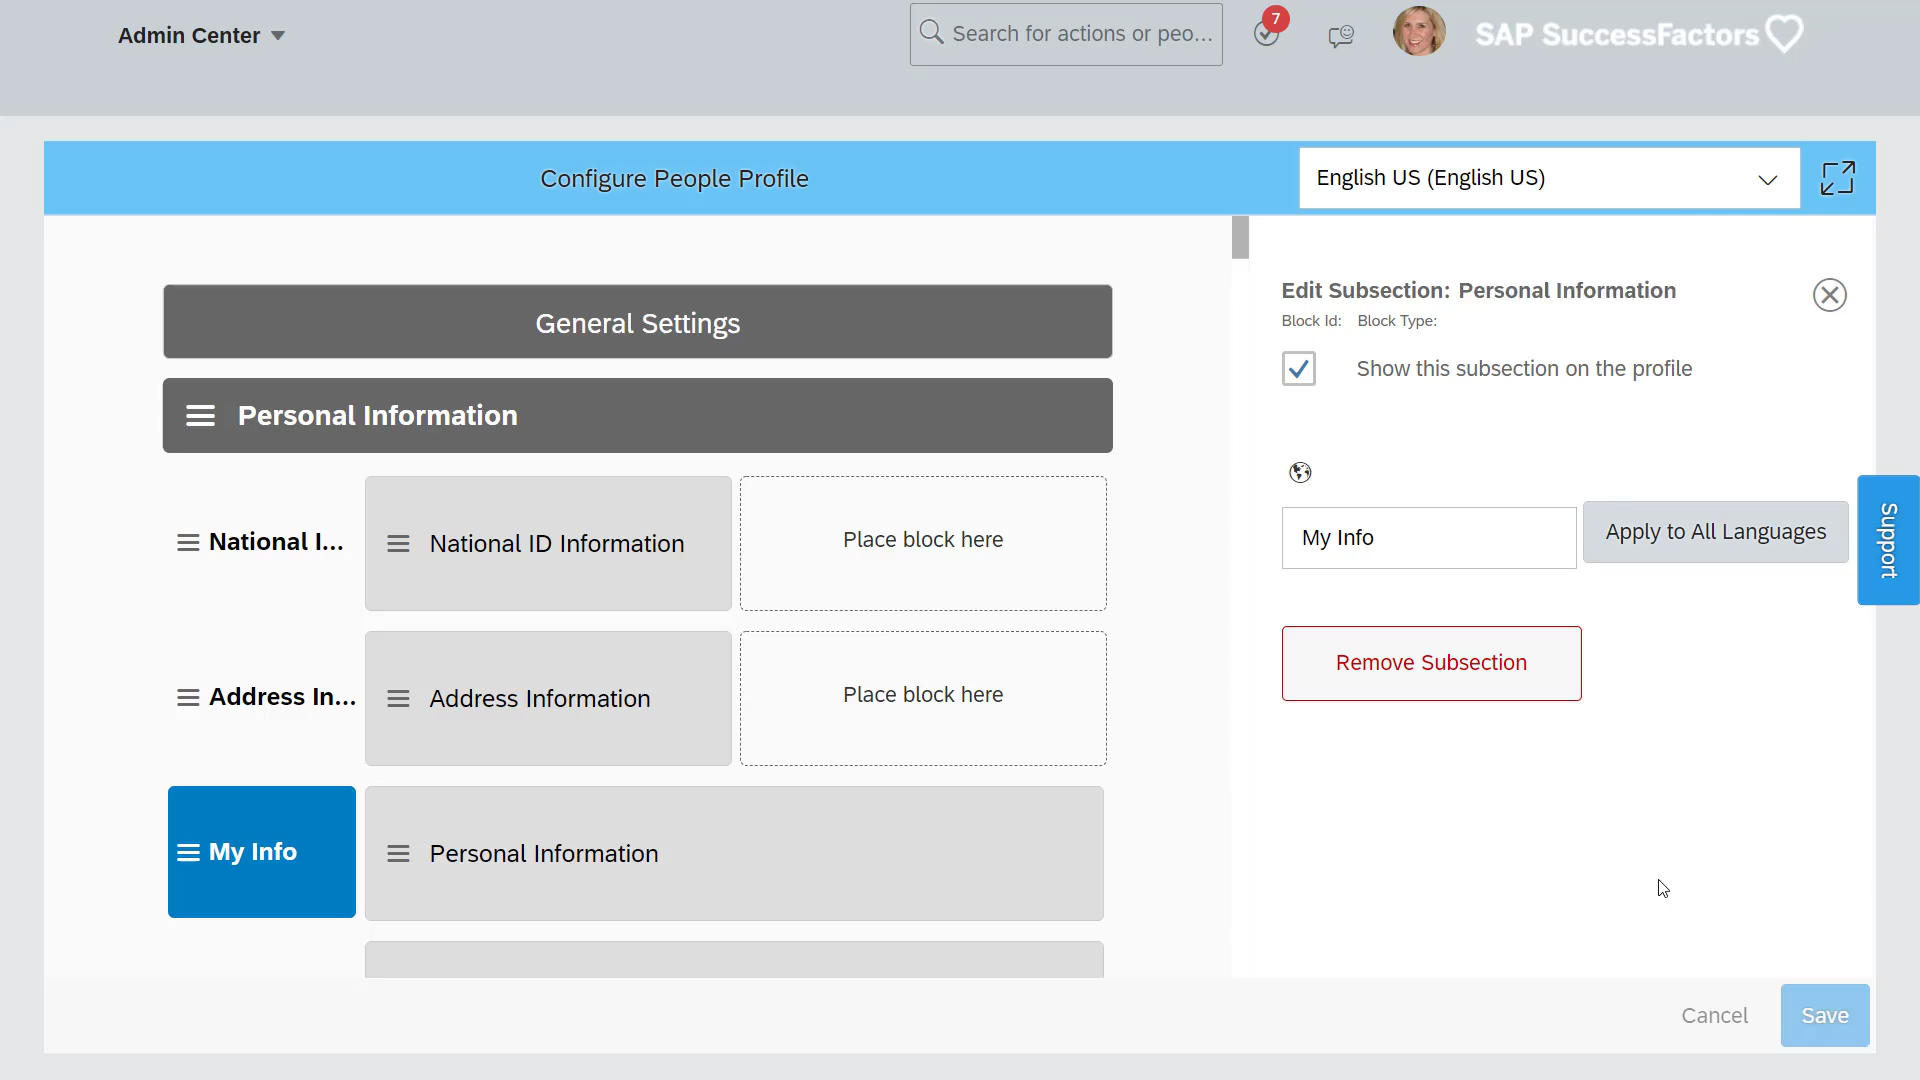 Admin Center
Search for actions or peo...
7
SAP SuccessFactors
Configure People Profile
English US (English US)
General Settings
Personal Information
National I...
National ID Information
Place block here
Address In...
Address Information
Place block here
My Info
Personal Information
Edit Subsection: Personal Information
Block Id: Block Type:
Show this subsection on the profile
My Info
Apply to All Languages
Remove Subsection
Support
Cancel
Save